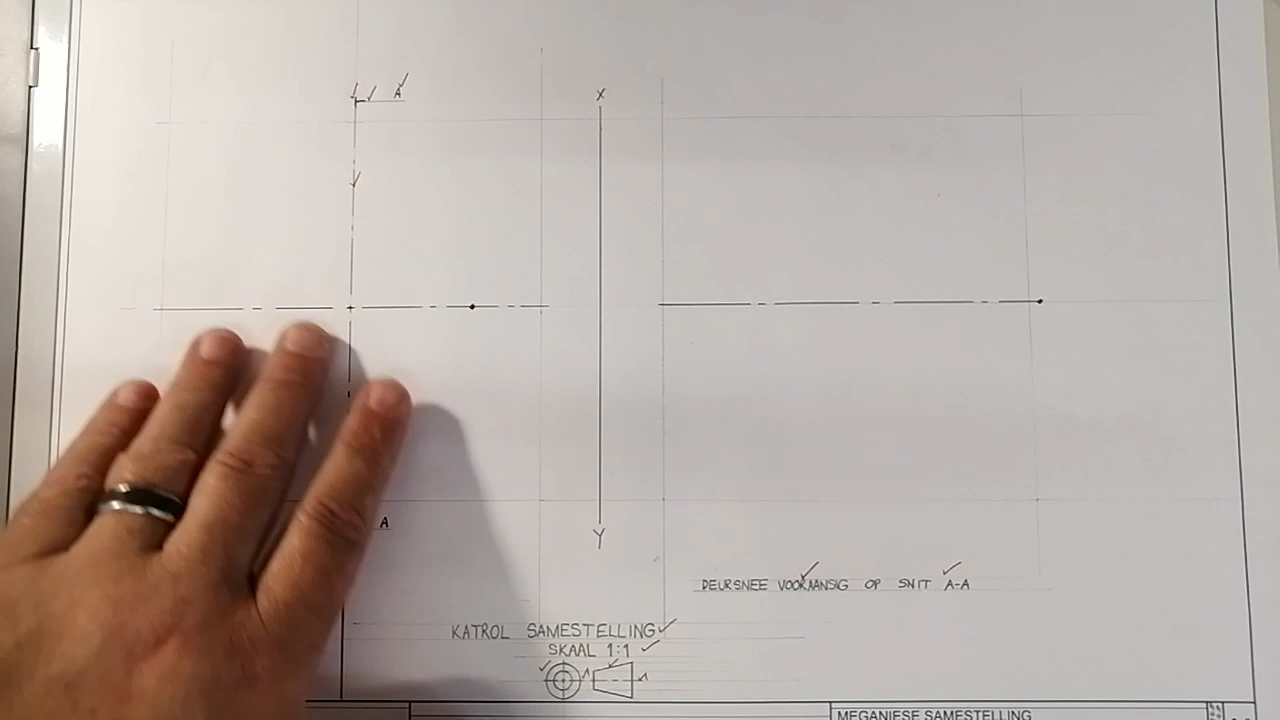 A
X
A
Y
DEURSNEE VOORAANSIG OP SNIT A-A
KATROL SAMESTELLING
SKAAL 1:1
MEGANIESE SAMESTELLING